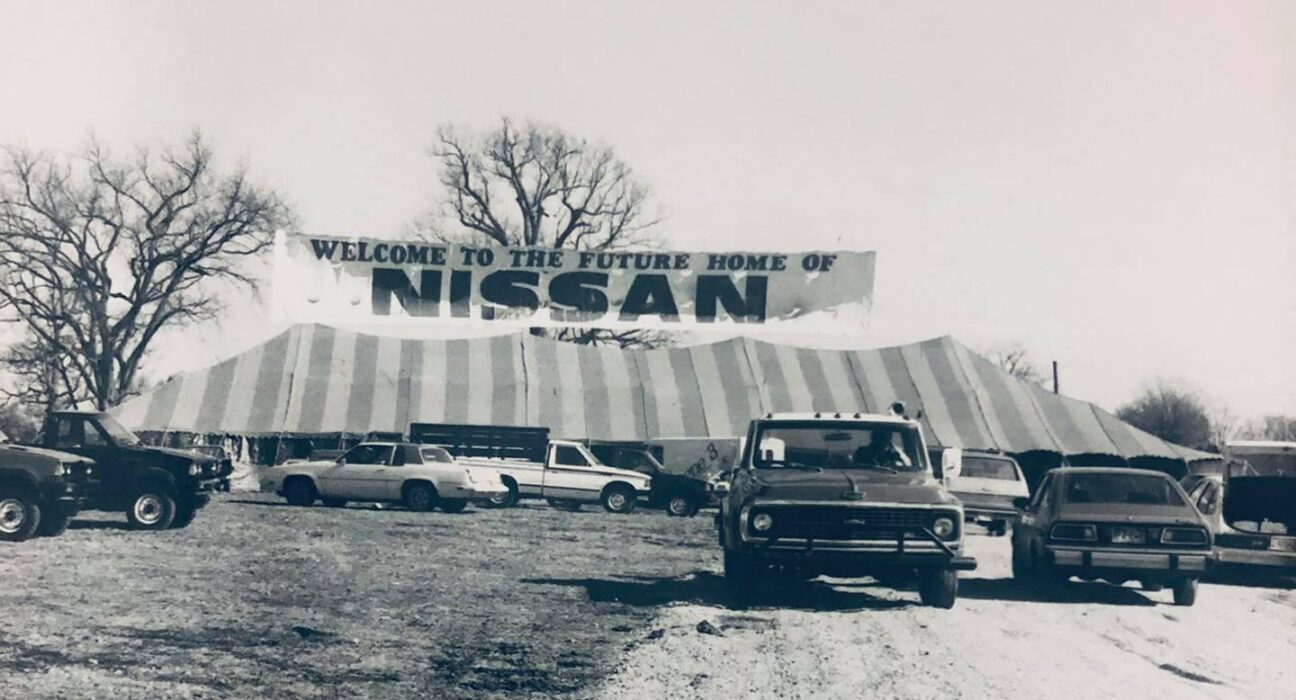 WELCOME TO THE FUTURE HOME OF
NISSAN